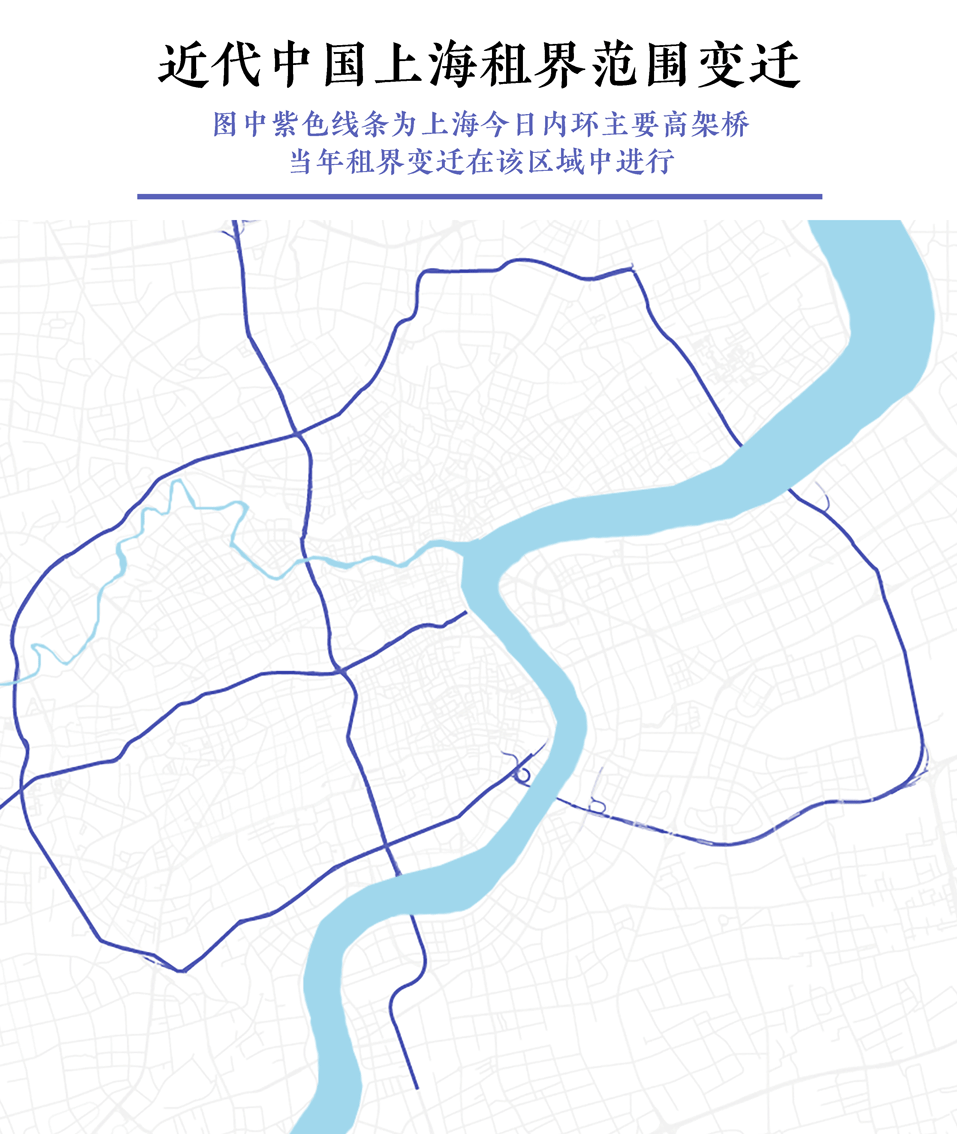 近代中国上海租界范围变迁
图中紫色线条为上海今日内环主要高架桥
当年租界变迁在该区域中进行